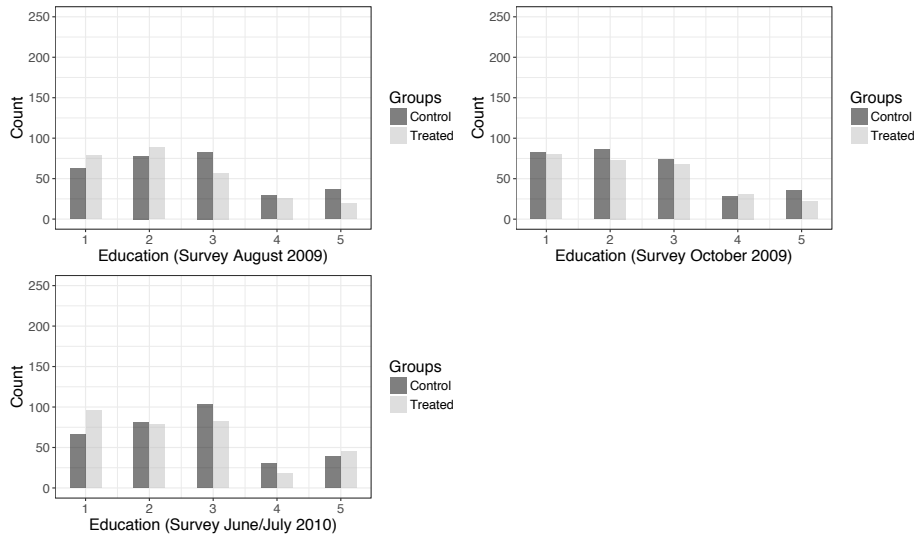 250
200
150
100
50
0
Count
1 2 3 4 5
Education (Survey August 2009)
Groups
Control
Treated
250
200
150
100
50
0
Count
1 2 3 4 5
Education (Survey October 2009)
Groups
Control
Treated
250
200
150
100
50
0
Count
1 2 3 4 5
Education (Survey June/July 2010)
Groups
Control
Treated